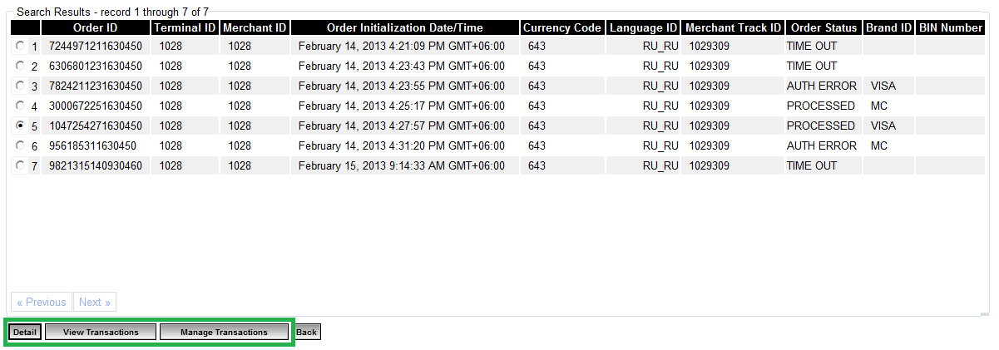 Search Results - record 1 through 7 of 7
Order ID Terminal ID Merchant ID Order Initialization Date/Time Currency Code Language ID Merchant Track ID Order Status Brand ID BIN Number
1 7244971211630450 1028 1028 February 14, 2013 4:21:09 PM GMT+06:00 643 RU_RU 1029309 TIME OUT
2 6306801231630450 1028 1028 February 14, 2013 4:23:43 PM GMT+06:00 643 RU_RU 1029309 TIME OUT
3 7824211231630450 1028 1028 February 14, 2013 4:23:55 PM GMT+06:00 643 RU_RU 1029309 AUTH ERROR VISA
4 3000672251630450 1028 1028 February 14, 2013 4:25:17 PM GMT+06:00 643 RU_RU 1029309 PROCESSED MC
5 1047254271630450 1028 1028 February 14, 2013 4:27:57 PM GMT+06:00 643 RU_RU 1029309 PROCESSED VISA
6 956185311630450 1028 1028 February 14, 2013 4:31:20 PM GMT+06:00 643 RU_RU 1029309 AUTH ERROR MC
7 9821315140930460 1028 1028 February 15, 2013 9:14:33 AM GMT+06:00 643 RU_RU 1029309 TIME OUT
« Previous Next »
Detail View Transactions Manage Transactions Back